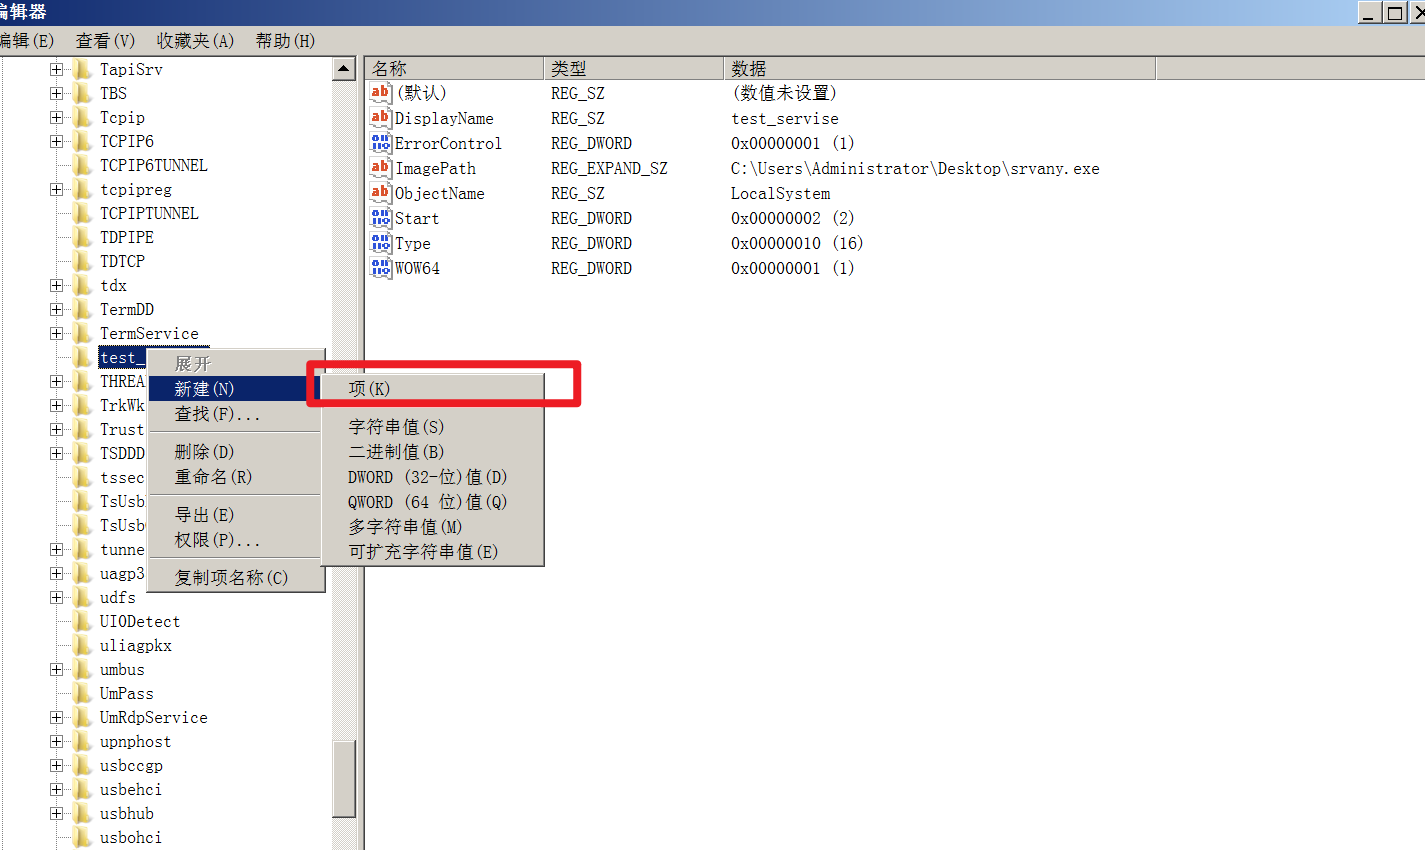 编辑器
编辑(E) 查看(V) 收藏夹(A) 帮助(H)
TapiSrv
TBS
Tcpip
TCPIP6
TCPIP6TUNNEL
tcpipreg
TCPIPTUNNEL
TDPIPE
TDTCP
tdx
TermDD
TermService
test_
THREA
TrkWk
Trust
TSDDD
tssec
TsUsb
TsUsb
tunne
uagp3
udfs
UI0Detect
uliagpkx
umbus
UmPass
UmRdpService
upnphost
usbccgp
usbehci
usbhub
usbohci
名称 类型 数据
(默认) REG_SZ (数值未设置)
DisplayName REG_SZ test_servise
ErrorControl REG_DWORD 0x00000001 (1)
ImagePath REG_EXPAND_SZ C:\Users\Administrator\Desktop\srvany.exe
ObjectName REG_SZ LocalSystem
Start REG_DWORD 0x00000002 (2)
Type REG_DWORD 0x00000010 (16)
WOW64 REG_DWORD 0x00000001 (1)
展开
新建(N)
查找(F)...
删除(D)
重命名(R)
导出(E)
权限(P)...
复制项名称(C)
项(K)
字符串值(S)
二进制值(B)
DWORD (32-位)值(D)
QWORD (64 位)值(Q)
多字符串值(M)
可扩充字符串值(E)